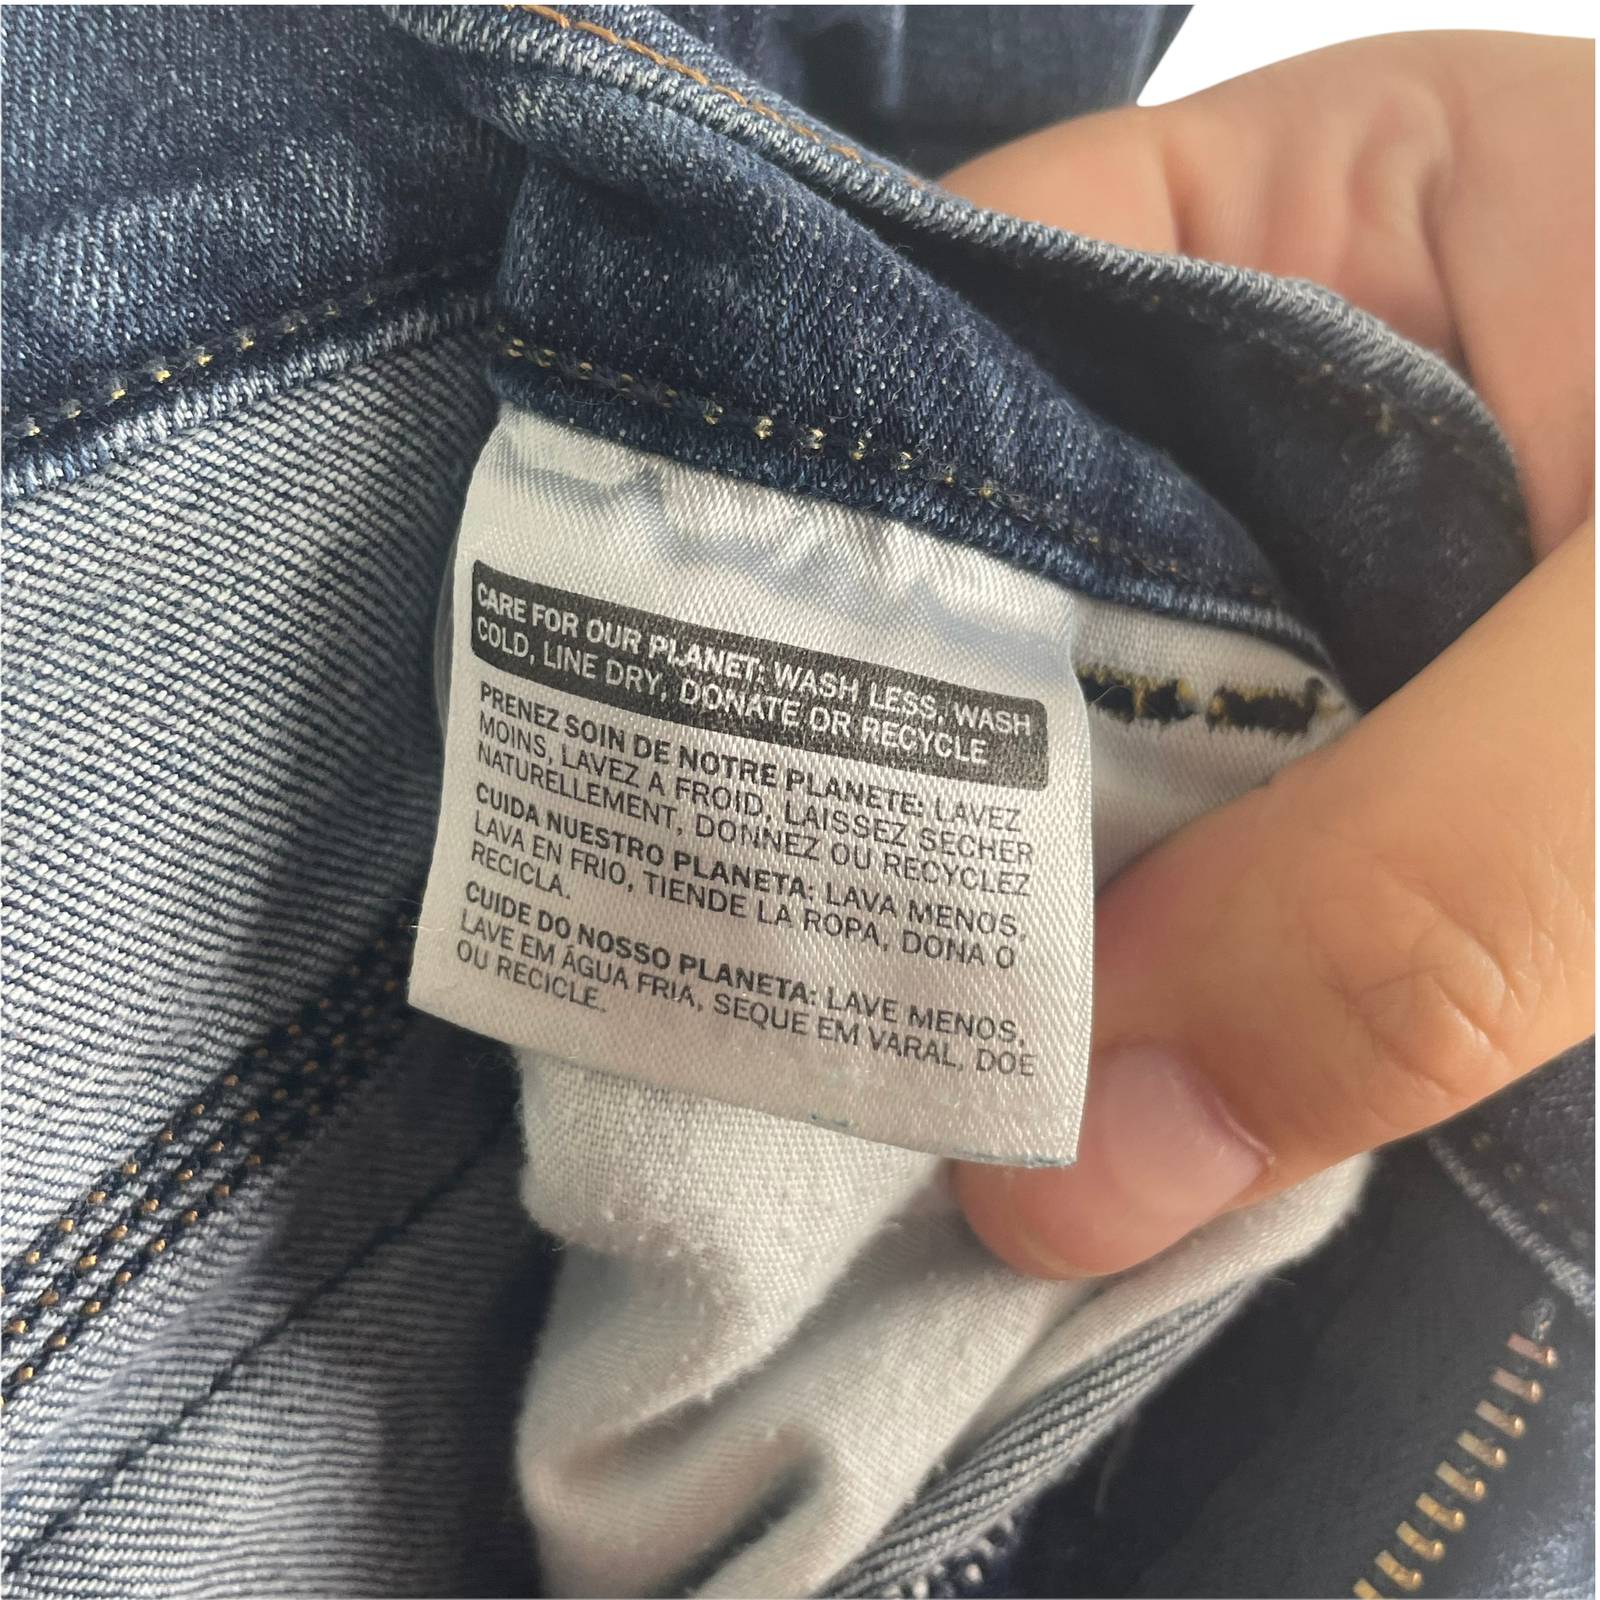 CARE FOR OUR PLANET: WASH LESS, WASH
COLD, LINE DRY, DONATE OR RECYCLE
PRENEZ SOIN DE NOTRE PLANETE: LAVEZ
MOINS, LAVEZ A FROID, LAISSEZ SECHER
NATURELLEMENT, DONNEZ OU RECYCLEZ
CUIDA NUESTRO PLANETA: LAVA MENOS,
LAVA EN FRIO, TIENDE LA ROPA, DONA O
RECICLA.
CUIDE DO NOSSO PLANETA: LAVE MENOS,
LAVE EM ÁGUA FRIA, SEQUE EM VARAL, DOE
OU RECICLE.